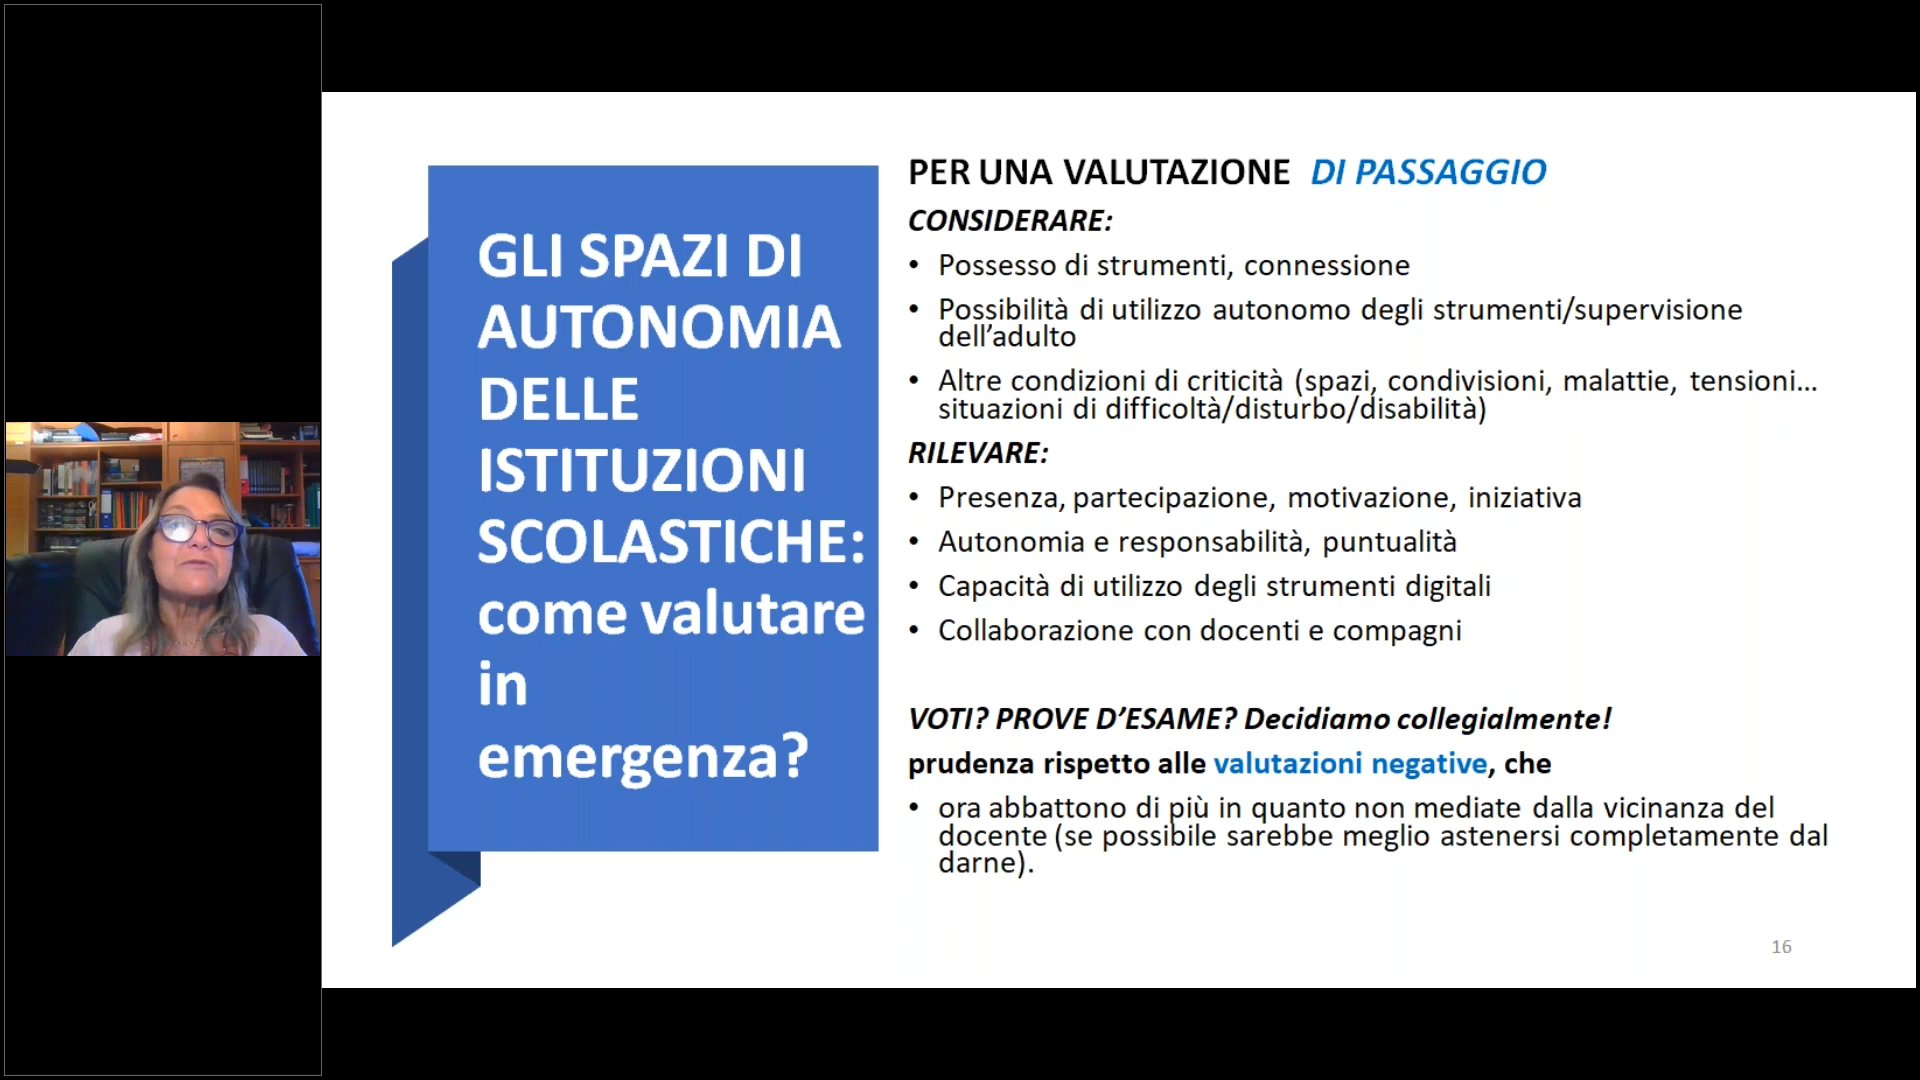 GLI SPAZI DI
AUTONOMIA
DELLE
ISTITUZIONI
SCOLASTICHE:
come valutare
in
emergenza?
PER UNA VALUTAZIONE DI PASSAGGIO
CONSIDERARE:
• Possesso di strumenti, connessione
• Possibilità di utilizzo autonomo degli strumenti/supervisione
dell’adulto
• Altre condizioni di criticità (spazi, condivisioni, malattie, tensioni…
situazioni di difficoltà/disturbo/disabilità)
RILEVARE:
• Presenza, partecipazione, motivazione, iniziativa
• Autonomia e responsabilità, puntualità
• Capacità di utilizzo degli strumenti digitali
• Collaborazione con docenti e compagni
VOTI? PROVE D’ESAME? Decidiamo collegialmente!
prudenza rispetto alle valutazioni negative, che
• ora abbattono di più in quanto non mediate dalla vicinanza del
docente (se possibile sarebbe meglio astenersi completamente dal
darne).
16